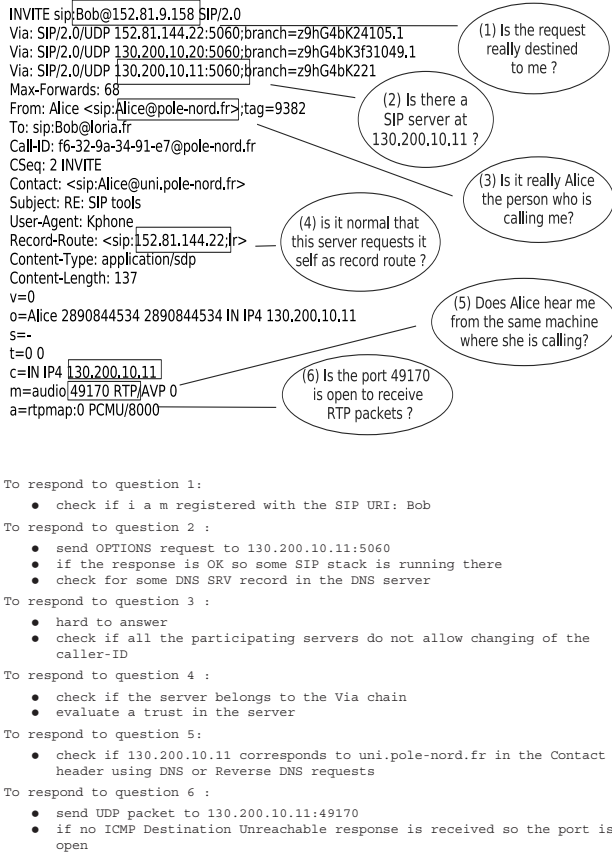 INVITE sip:Bob@152.81.9.158 SIP/2.0
Via: SIP/2.0/UDP 152.81.144.22:5060;branch=z9hG4bK24105.1
Via: SIP/2.0/UDP 130.200.10.20:5060;branch=z9hG4bK3f31049.1
Via: SIP/2.0/UDP 130.200.10.11:5060;branch=z9hG4bK221
Max-Forwards: 68
From: Alice <sip:Alice@pole-nord.fr>;tag=9382
To: sip:Bob@loria.fr
Call-ID: f6-32-9a-34-91-e7@pole-nord.fr
CSeq: 2 INVITE
Contact: <sip:Alice@uni.pole-nord.fr>
Subject: RE: SIP tools
User-Agent: Kphone
Record-Route: <sip:152.81.144.22;lr>
Content-Type: application/sdp
Content-Length: 137
v=0
o=Alice 2890844534 2890844534 IN IP4 130.200.10.11
s=-
t=0 0
c=IN IP4 130.200.10.11
m=audio 49170 RTP/AVP 0
a=rtpmap:0 PCMU/8000
(1) Is the request
really destined
to me ?
(2) Is there a
SIP server at
130.200.10.11 ?
(3) Is it really Alice
the person who is
calling me?
(4) is it normal that
this server requests it
self as record route ?
(5) Does Alice hear me
from the same machine
where she is calling?
(6) Is the port 49170
is open to receive
RTP packets ?
To respond to question 1:
● check if i a m registered with the SIP URI: Bob
To respond to question 2 :
● send OPTIONS request to 130.200.10.11:5060
● if the response is OK so some SIP stack is running there
● check for some DNS SRV record in the DNS server
To respond to question 3 :
● hard to answer
● check if all the participating servers do not allow changing of the
caller-ID
To respond to question 4 :
● check if the server belongs to the Via chain
● evaluate a trust in the server
To respond to question 5:
● check if 130.200.10.11 corresponds to uni.pole-nord.fr in the Contact
header using DNS or Reverse DNS requests
To respond to question 6 :
● send UDP packet to 130.200.10.11:49170
● if no ICMP Destination Unreachable response is received so the port is
open